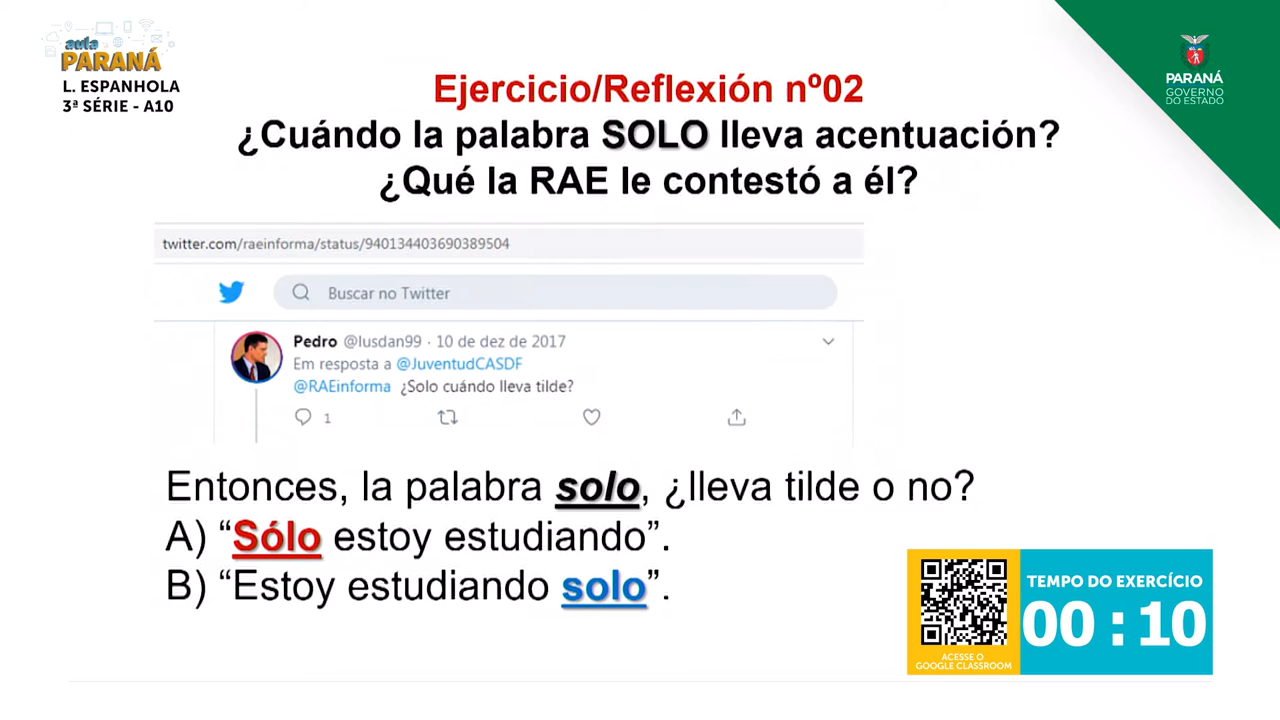 aula
PARANÁ
L. ESPANHOLA
3ª SÉRIE - A10
PARANÁ
GOVERNO
DO ESTADO
Ejercicio/Reflexión nº02
¿Cuándo la palabra SOLO lleva acentuación?
¿Qué la RAE le contestó a él?
twitter.com/raeinforma/status/940134403690389504
Buscar no Twitter
Pedro @lusdan99 · 10 de dez de 2017
Em resposta a @JuventudCASDF
@RAEinforma ¿Solo cuándo lleva tilde?
1
Entonces, la palabra solo, ¿lleva tilde o no?
A) “Sólo estoy estudiando”.
B) “Estoy estudiando solo”.
TEMPO DO EXERCÍCIO
00 : 10
ACESSE O
GOOGLE CLASSROOM